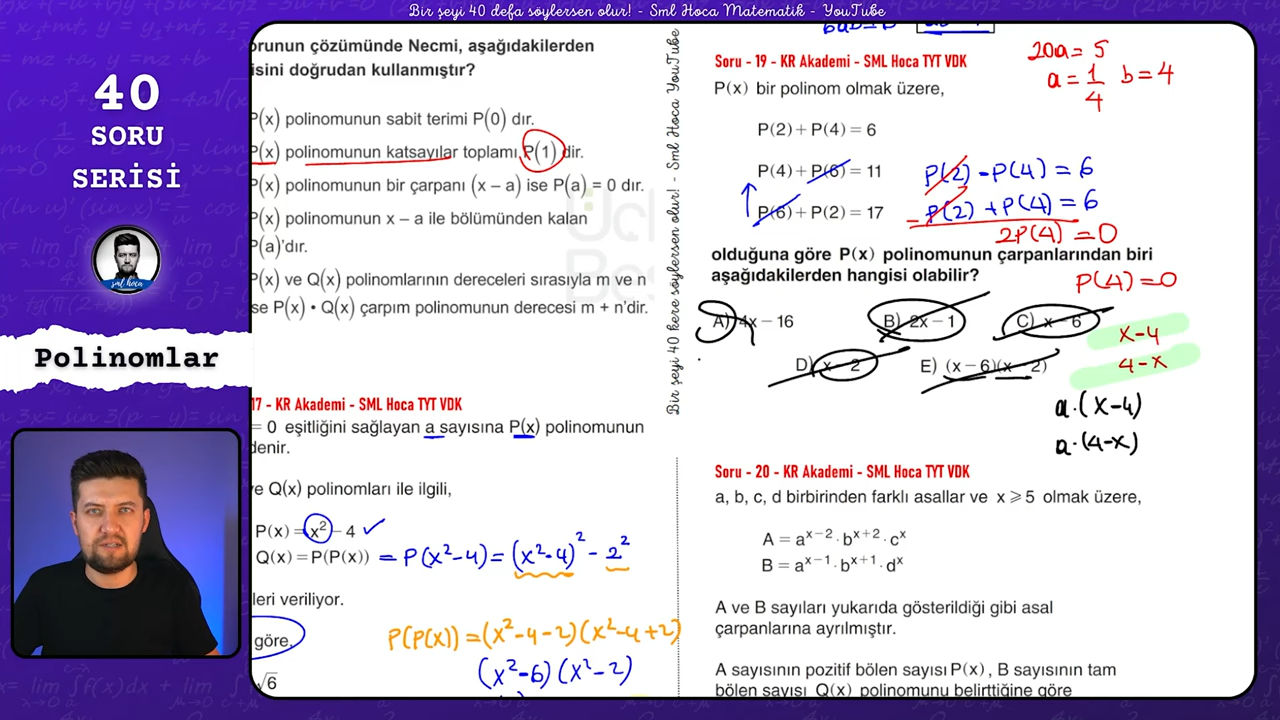 Bir şeyi 40 defa söylersen olur! - Sml Hoca Matematik - YouTube
40
SORU
SERİSİ
sml hoca
Polinomlar
orunun çözümünde Necmi, aşağıdakilerden
isini doğrudan kullanmıştır?
P(x) polinomunun sabit terimi P(0) dır.
P(x) polinomunun katsayılar toplamı P(1) dir.
P(x) polinomunun bir çarpanı (x – a) ise P(a) = 0 dır.
P(x) polinomunun x – a ile bölümünden kalan
P(a)'dır.
P(x) ve Q(x) polinomlarının dereceleri sırasıyla m ve n
se P(x) • Q(x) çarpım polinomunun derecesi m + n'dir.
17 - KR Akademi - SML Hoca TYT VDK
= 0 eşitliğini sağlayan a sayısına P(x) polinomunun
denir.
ve Q(x) polinomları ile ilgili,
P(x) = x² – 4
Q(x) = P(P(x)) = P(x²-4) = (x²-4)² - 2²
leri veriliyor.
göre,
P(P(x)) = (x²-4-2)(x²-4+2)
(x²-6)(x²-2)
√6
Bir şeyi 40 kere söylersen olur! - Sml Hoca YouTube
Soru - 19 - KR Akademi - SML Hoca TYT VDK
P(x) bir polinom olmak üzere,
P(2) + P(4) = 6
P(4) + P(6) = 11
P(6) + P(2) = 17
20a = 5
a = 1/4 b = 4
P(2) - P(4) = 6
P(2) + P(4) = 6
2P(4) = 0
olduğuna göre P(x) polinomunun çarpanlarından biri
aşağıdakilerden hangisi olabilir?
P(4) = 0
A) 4x – 16 B) 2x – 1 C) x – 6
D) x – 2 E) (x – 6)(x – 2)
x-4
4-x
a.(x-4)
a.(4-x)
Soru - 20 - KR Akademi - SML Hoca TYT VDK
a, b, c, d birbirinden farklı asallar ve x ⩾ 5 olmak üzere,
A = aˣ⁻² · bˣ⁺² · cˣ
B = aˣ⁻¹ · bˣ⁺¹ · dˣ
A ve B sayıları yukarıda gösterildiği gibi asal
çarpanlarına ayrılmıştır.
A sayısının pozitif bölen sayısı P(x), B sayısının tam
bölen sayısı Q(x) polinomunu belirttiğine göre